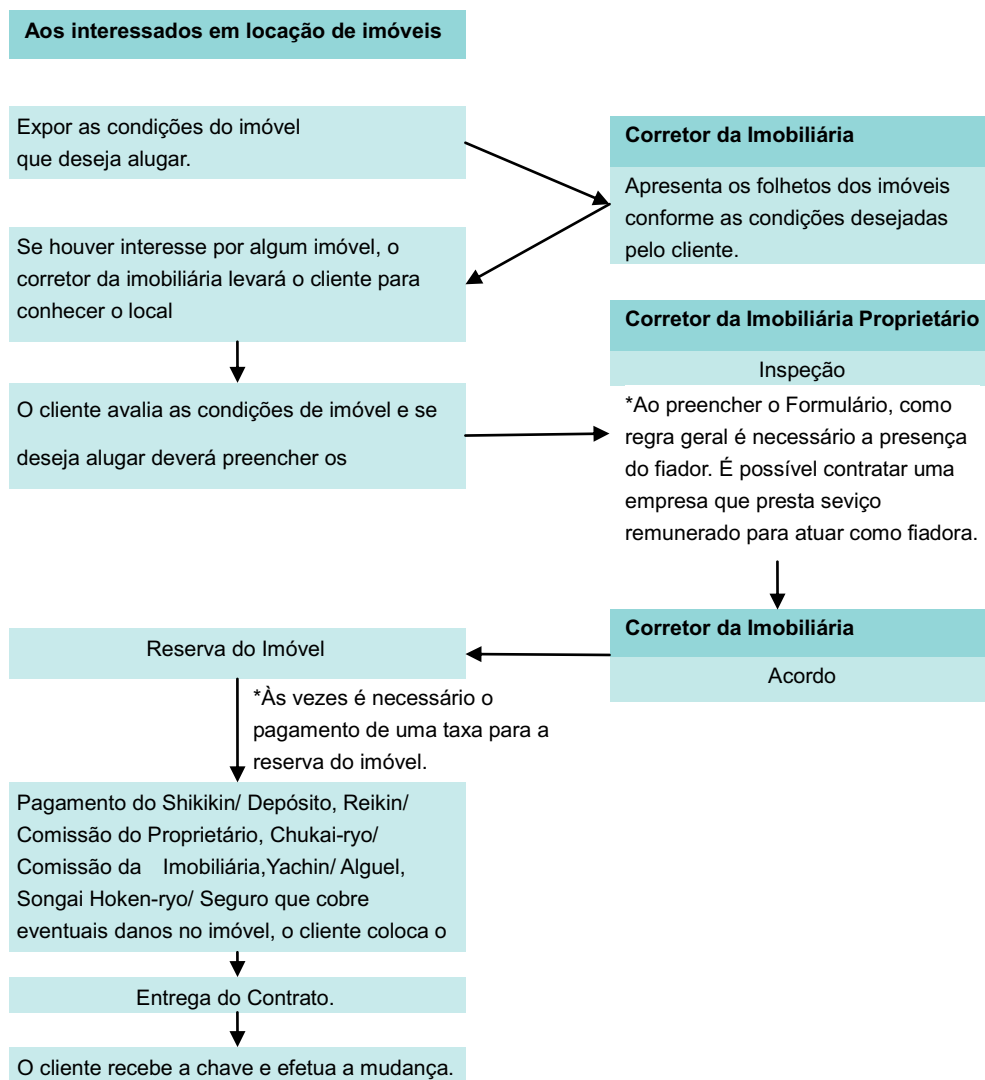 Aos interessados em locação de imóveis
Expor as condições do imóvel
que deseja alugar.
Corretor da Imobiliária
Apresenta os folhetos dos imóveis
conforme as condições desejadas
pelo cliente.
Se houver interesse por algum imóvel, o
corretor da imobiliária levará o cliente para
conhecer o local
O cliente avalia as condições de imóvel e se
deseja alugar deverá preencher os
Corretor da Imobiliária Proprietário
Inspeção
*Ao preencher o Formulário, como
regra geral é necessário a presença
do fiador. É possível contratar uma
empresa que presta seviço
remunerado para atuar como fiadora.
Corretor da Imobiliária
Acordo
Reserva do Imóvel
*Às vezes é necessário o
pagamento de uma taxa para a
reserva do imóvel.
Pagamento do Shikikin/ Depósito, Reikin/
Comissão do Proprietário, Chukai-ryo/
Comissão da Imobiliária,Yachin/ Alguel,
Songai Hoken-ryo/ Seguro que cobre
eventuais danos no imóvel, o cliente coloca o
Entrega do Contrato.
O cliente recebe a chave e efetua a mudança.